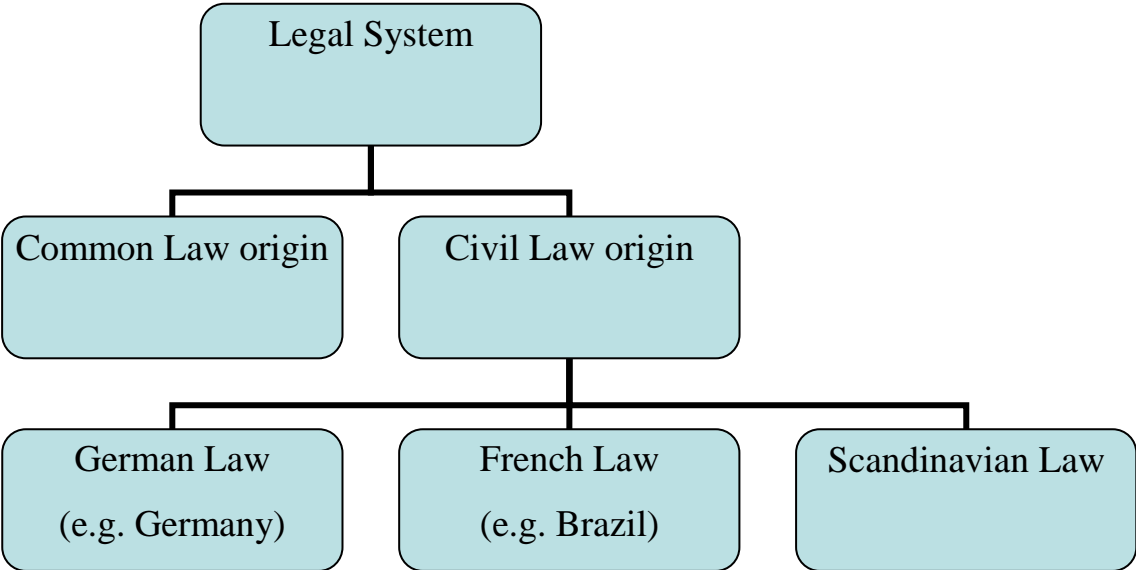 Legal System
Common Law origin
Civil Law origin
German Law
(e.g. Germany)
French Law
(e.g. Brazil)
Scandinavian Law